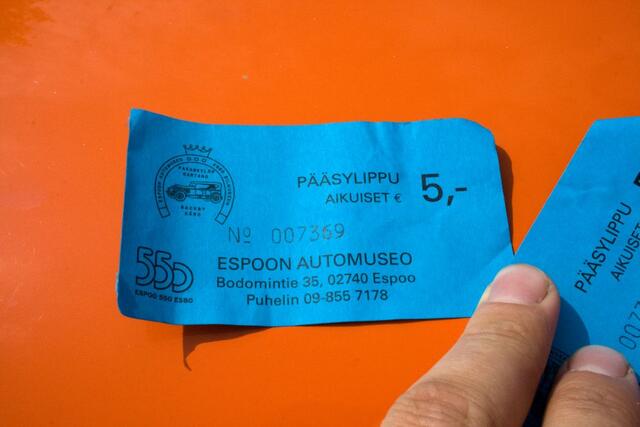 PÄÄSYLIPPU
AIKUISET € 5,-
Nº 007369
ESPOON AUTOMUSEO
Bodomintie 35, 02740 Espoo
Puhelin 09-855 7178
550
ESPOO 550 ESBO
PÄÄSYLIPPU
AIKUISET €